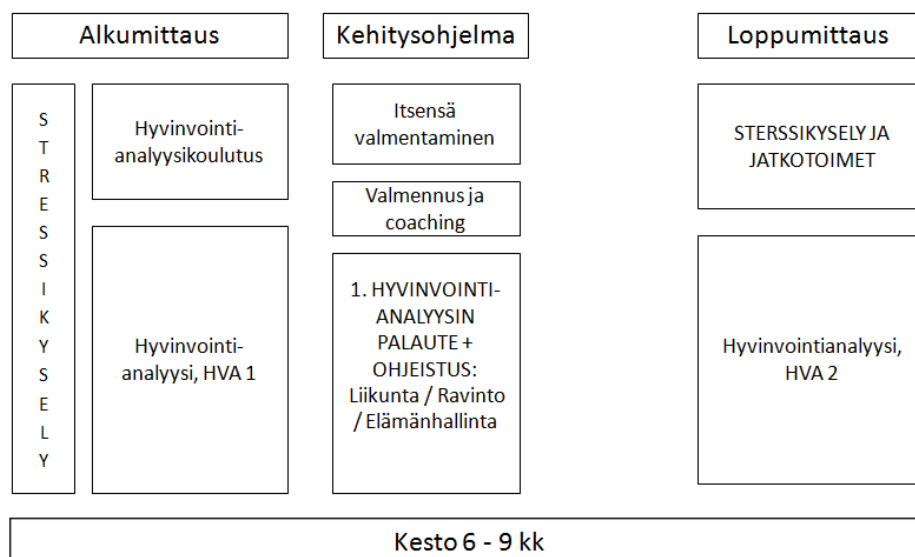 Alkumittaus
Kehitysohjelma
Loppumittaus
S
T
R
E
S
S
I
K
Y
S
E
L
Y
Hyvinvointi-
analyysikoulutus
Hyvinvointi-
analyysi, HVA 1
Itsensä
valmentaminen
Valmennus ja
coaching
1. HYVINVOINTI-
ANALYYSIN
PALAUTE +
OHJEISTUS:
Liikunta / Ravinto
/ Elämänhallinta
STERSSIKYSELY JA
JATKOTOIMET
Hyvinvointianalyysi,
HVA 2
Kesto 6 - 9 kk